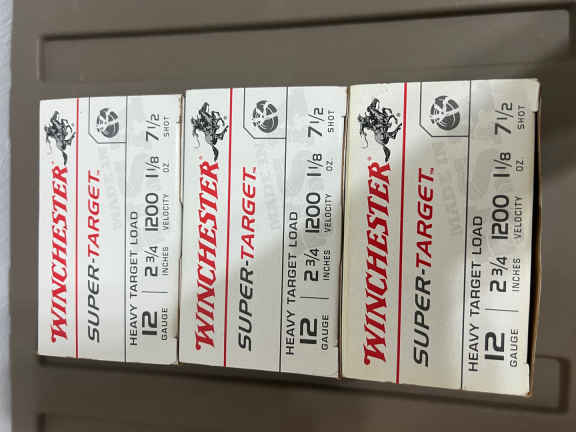 WINCHESTER
SUPER-TARGET™
HEAVY TARGET LOAD
12 2 3/4 1200 1 1/8 7 1/2
GAUGE INCHES VELOCITY OZ. SHOT
WINCHESTER
SUPER-TARGET™
HEAVY TARGET LOAD
12 2 3/4 1200 1 1/8 7 1/2
GAUGE INCHES VELOCITY OZ. SHOT
WINCHESTER
SUPER-TARGET™
HEAVY TARGET LOAD
12 2 3/4 1200 1 1/8 7 1/2
GAUGE INCHES VELOCITY OZ. SHOT